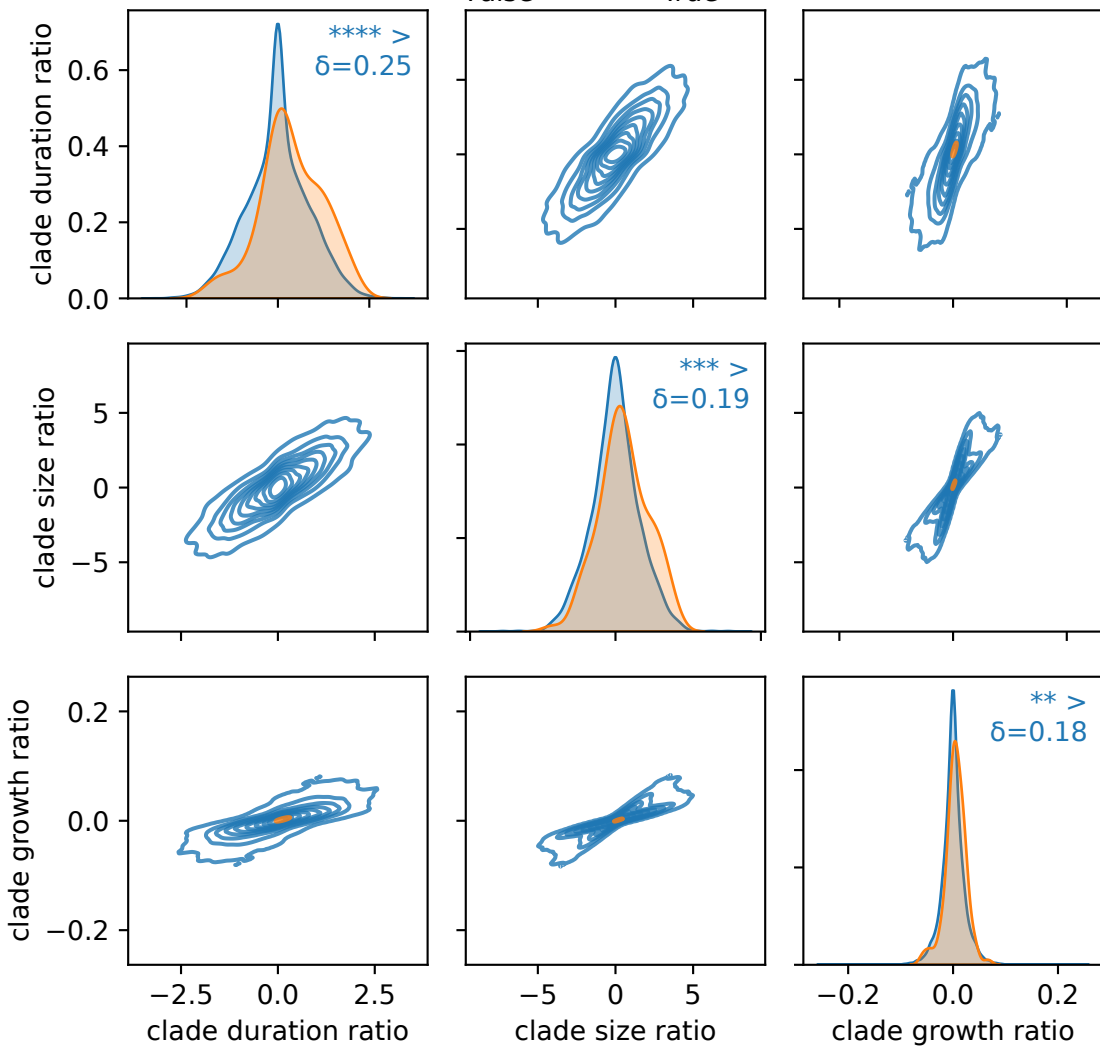 clade duration ratio
0.6
0.4
0.2
0.0
**** >
δ=0.25
clade size ratio
5
0
−5
*** >
δ=0.19
clade growth ratio
0.2
0.0
−0.2
** >
δ=0.18
−2.5 0.0 2.5
−5 0 5
−0.2 0.0 0.2
clade duration ratio
clade size ratio
clade growth ratio